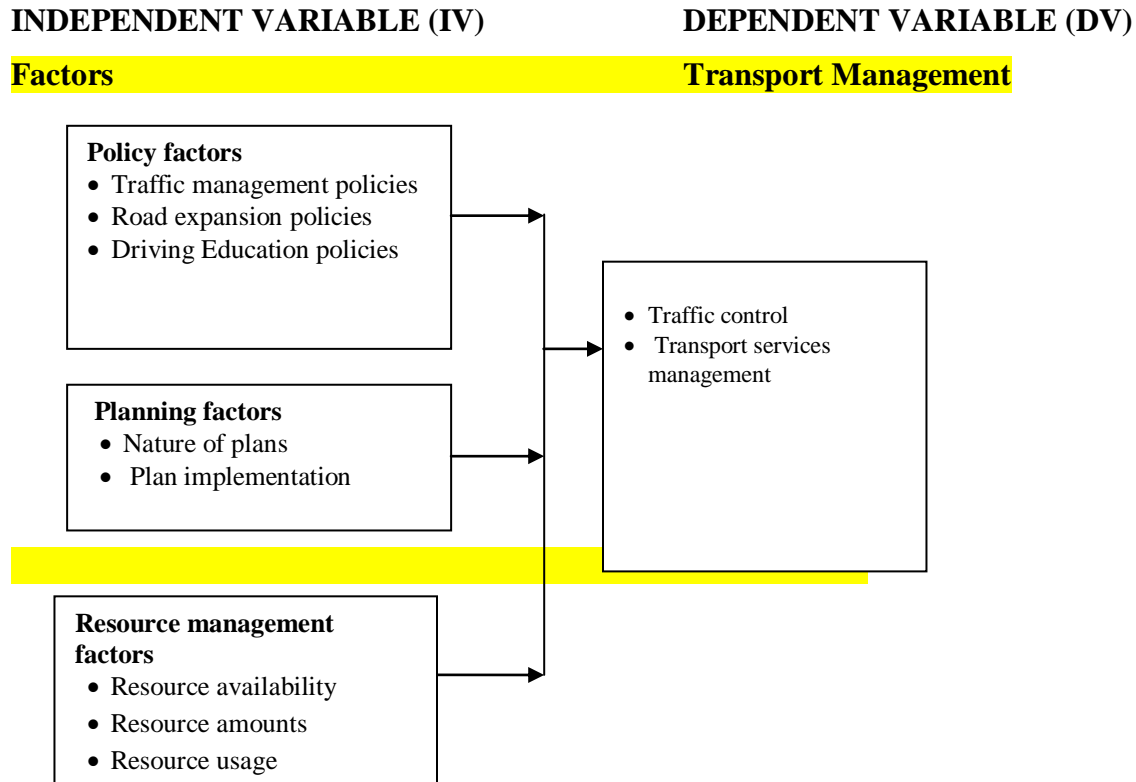 INDEPENDENT VARIABLE (IV) DEPENDENT VARIABLE (DV)
Factors Transport Management
Policy factors
• Traffic management policies
• Road expansion policies
• Driving Education policies
• Traffic control
• Transport services
management
Planning factors
• Nature of plans
• Plan implementation
Resource management
factors
• Resource availability
• Resource amounts
• Resource usage